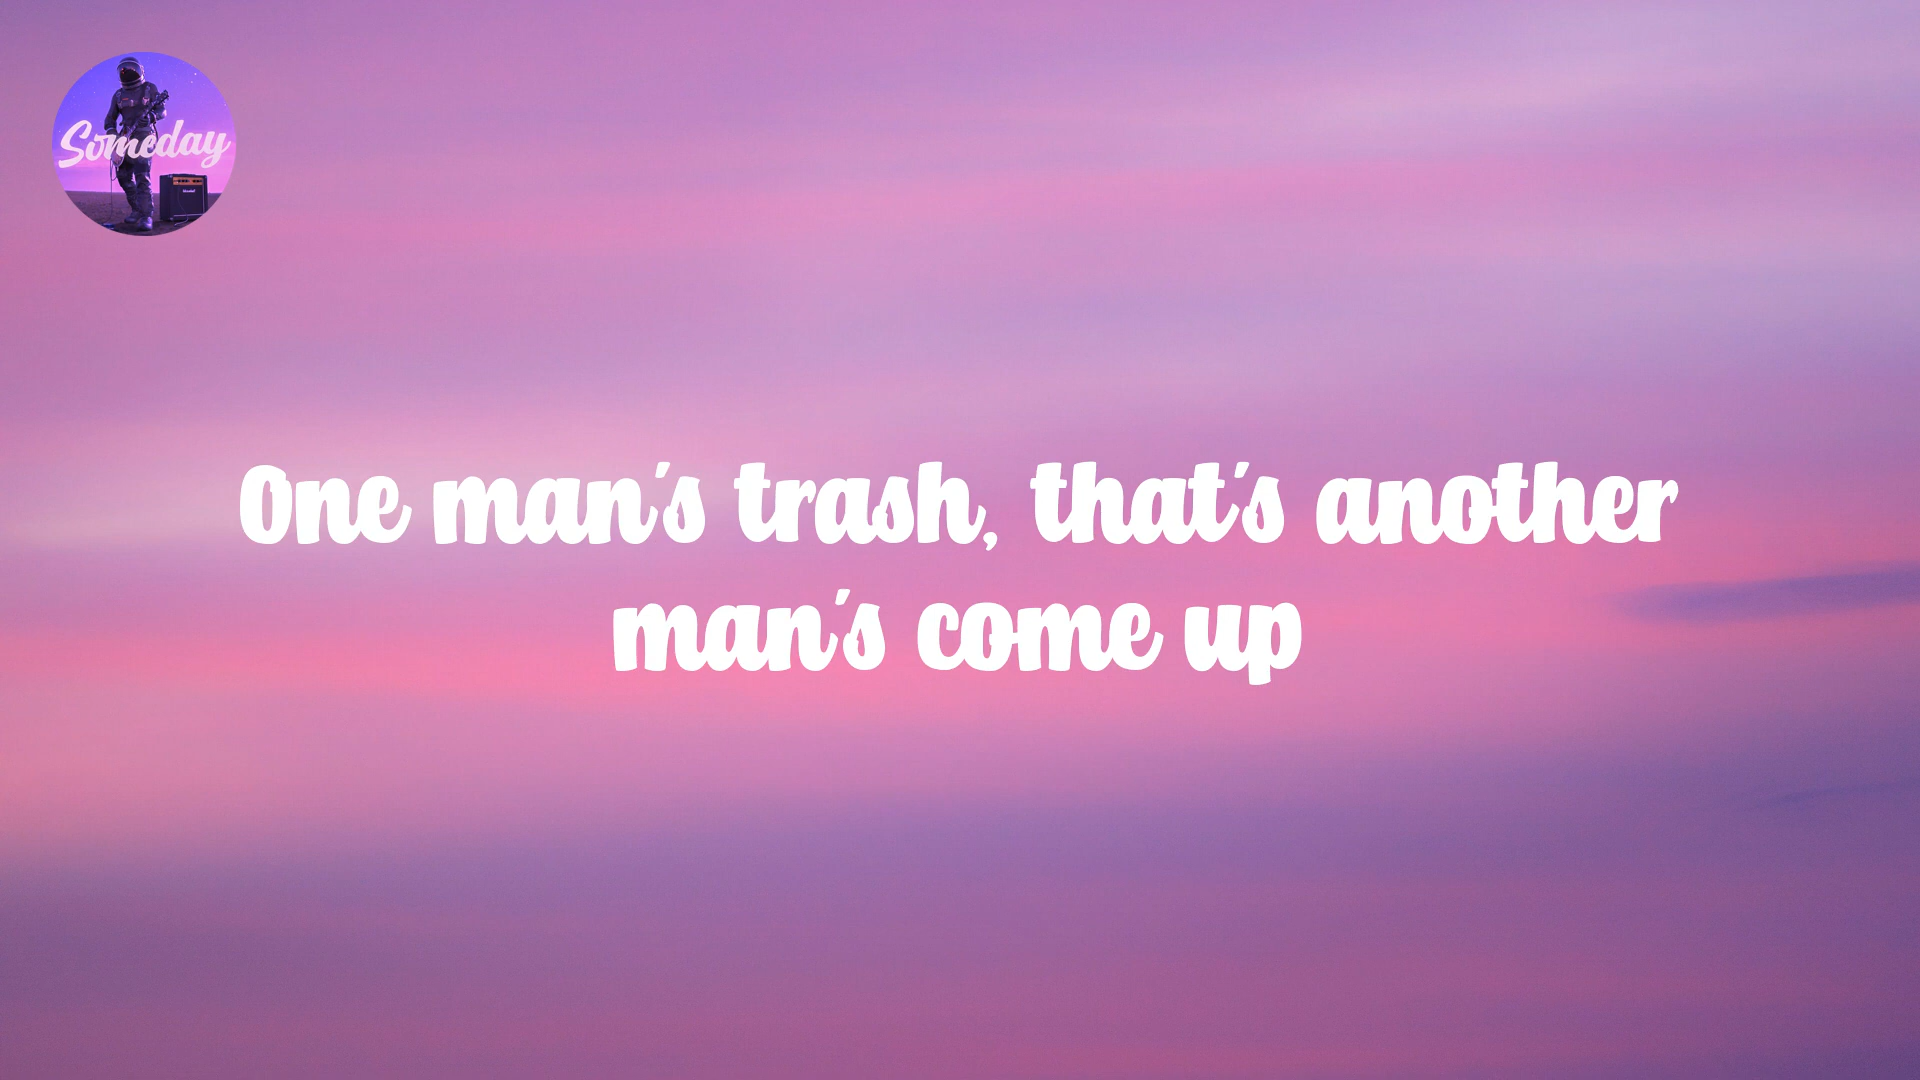 Someday
One man's trash, that's another
man's come up